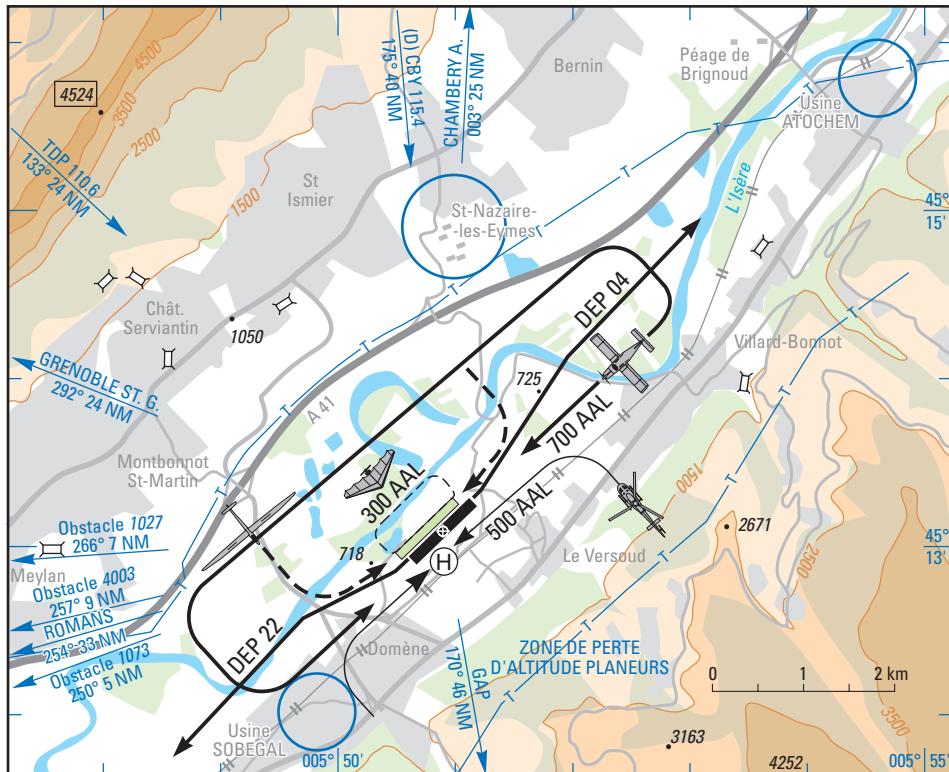 4524
4500
3500
2500
1500
TDP 110.6
133° 24 NM
(D) CBY 115.4
175° 40 NM
CHAMBERY A.
003° 25 NM
Bernin
Péage de
Brignoud
Usine
ATOCHEM
L'Isère
45°
15'
St
Ismier
St-Nazaire-
les-Eymes
T
T
T
T
T
T
Chât.
Serviantin
1050
GRENOBLE ST. G.
292° 24 NM
A 41
DEP 04
725
700 AAL
Villard-Bonnot
Montbonnot
St-Martin
300 AAL
500 AAL
1500
2671
2500
Obstacle 1027
266° 7 NM
Meylan
718
H
Le Versoud
45°
13'
Obstacle 4003
257° 9 NM
ROMANS
254° 33 NM
Obstacle 1073
250° 5 NM
DEP 22
Domène
GAP
170° 46 NM
ZONE DE PERTE
D'ALTITUDE PLANEURS
0 1 2 km
3500
Usine
SOBEGAL
005° 50'
3163
4252
005° 55'